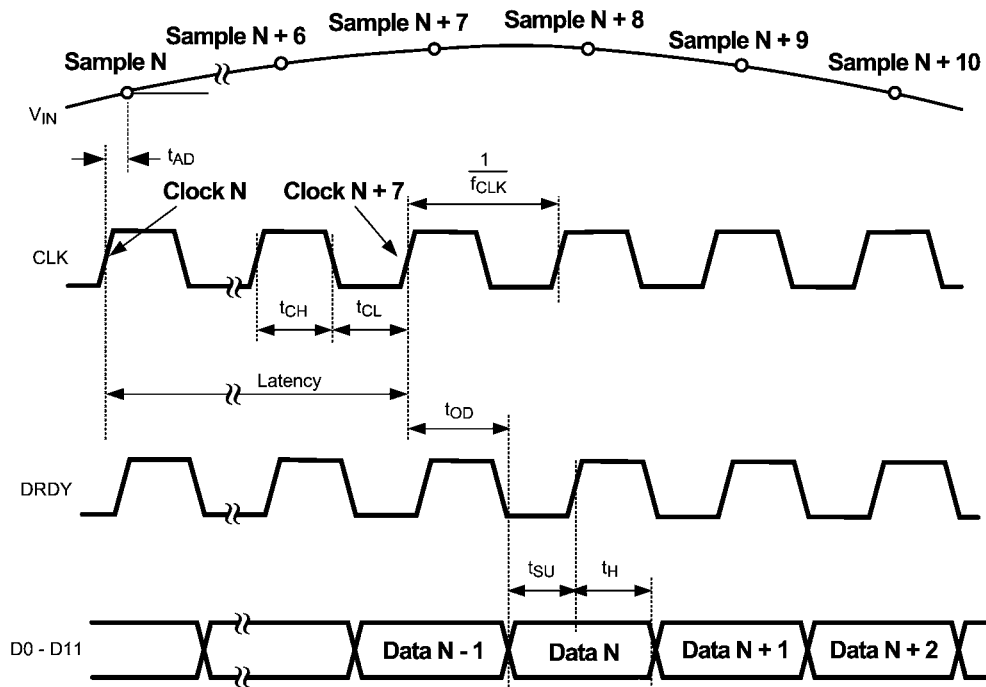 Sample N
Sample N + 6
Sample N + 7
Sample N + 8
Sample N + 9
Sample N + 10
VIN
tAD
Clock N
Clock N + 7
1
fCLK
CLK
tCH
tCL
Latency
tOD
DRDY
tSU
tH
D0 - D11
Data N - 1
Data N
Data N + 1
Data N + 2